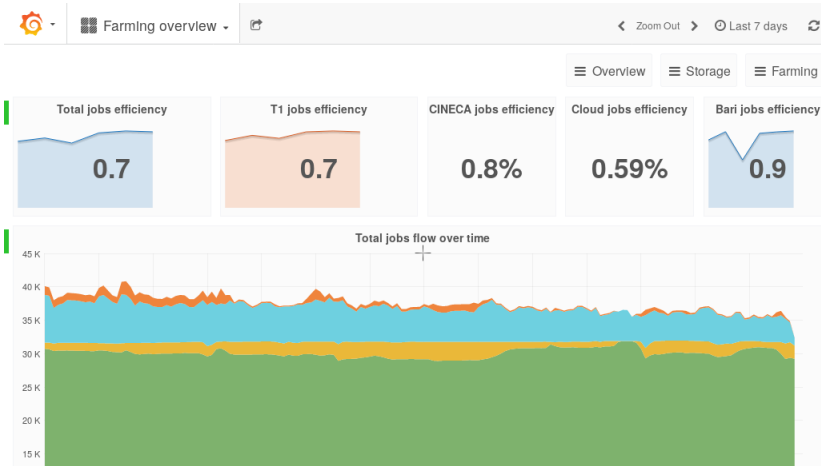 Farming overview
Zoom Out
Last 7 days
Overview
Storage
Farming
Total jobs efficiency
T1 jobs efficiency
CINECA jobs efficiency
Cloud jobs efficiency
Bari jobs efficiency
0.7
0.7
0.8%
0.59%
0.9
Total jobs flow over time
45 K
40 K
35 K
30 K
25 K
20 K
15 K